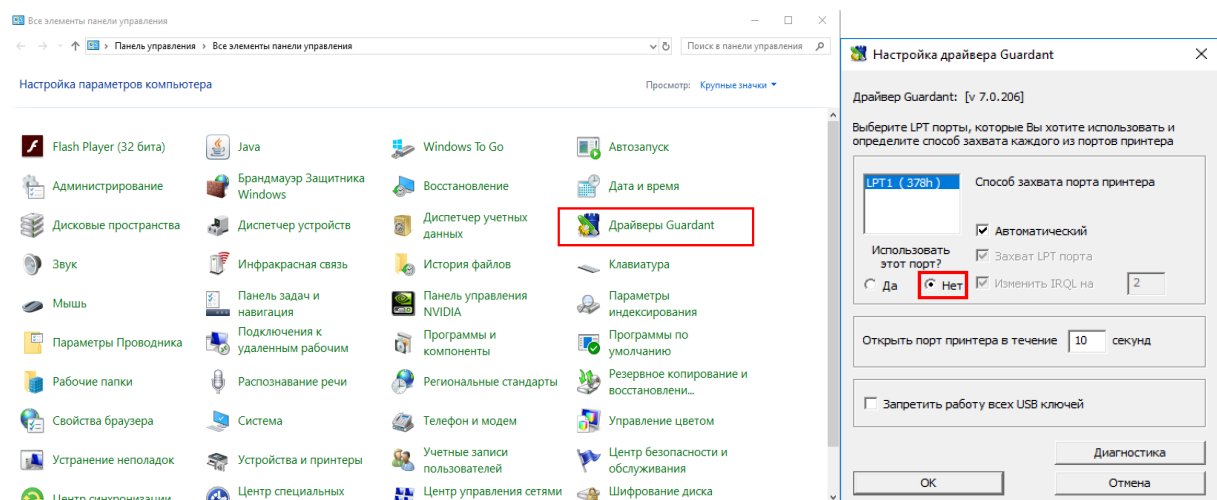 Все элементы панели управления
Панель управления > Все элементы панели управления
Поиск в панели управления
Настройка параметров компьютера
Просмотр: Крупные значки
Flash Player (32 бита)
Java
Windows To Go
Автозапуск
Администрирование
Брандмауэр Защитника
Windows
Восстановление
Дата и время
Дисковые пространства
Диспетчер устройств
Диспетчер учетных
данных
Драйверы Guardant
Звук
Инфракрасная связь
История файлов
Клавиатура
Мышь
Панель задач и
навигация
Панель управления
NVIDIA
Параметры
индексирования
Параметры Проводника
Подключения к
удаленным рабочим
Программы и
компоненты
Программы по
умолчанию
Рабочие папки
Распознавание речи
Региональные стандарты
Резервное копирование и
восстановлени...
Свойства браузера
Система
Телефон и модем
Управление цветом
Устранение неполадок
Устройства и принтеры
Учетные записи
пользователей
Центр безопасности и
обслуживания
Центр синхронизации
Центр специальных
Центр управления сетями
Шифрование диска
Настройка драйвера Guardant
Драйвер Guardant: [v 7.0.206]
Выберите LPT порты, которые Вы хотите использовать и
определите способ захвата каждого из портов принтера
LPT1 ( 378h )
Способ захвата порта принтера
Автоматический
Использовать
этот порт?
Захват LPT порта
Да
Нет
Изменить IRQL на
2
Открыть порт принтера в течение 10 секунд
Запретить работу всех USB ключей
Диагностика
OK
Отмена